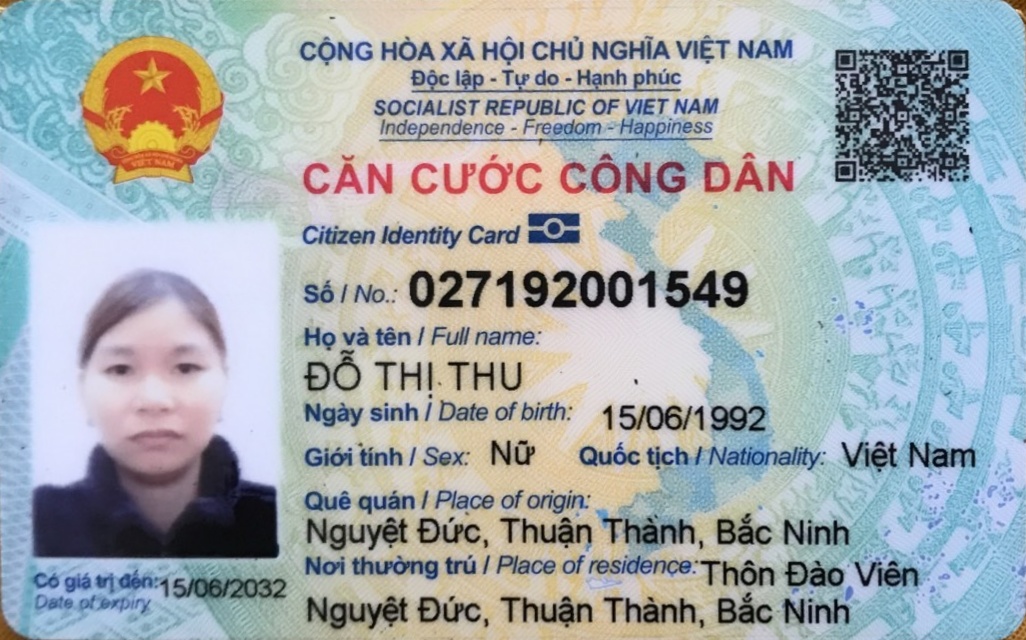 CỘNG HÒA XÃ HỘI CHỦ NGHĨA VIỆT NAM
Độc lập - Tự do - Hạnh phúc
SOCIALIST REPUBLIC OF VIET NAM
Independence - Freedom - Happiness
CĂN CƯỚC CÔNG DÂN
Citizen Identity Card
Số / No.: 027192001549
Họ và tên / Full name:
ĐỖ THỊ THU
Ngày sinh / Date of birth: 15/06/1992
Giới tính / Sex: Nữ Quốc tịch / Nationality: Việt Nam
Quê quán / Place of origin:
Nguyệt Đức, Thuận Thành, Bắc Ninh
Nơi thường trú / Place of residence: Thôn Đào Viên
Nguyệt Đức, Thuận Thành, Bắc Ninh
Có giá trị đến: 15/06/2032
Date of expiry
VIỆT NAM